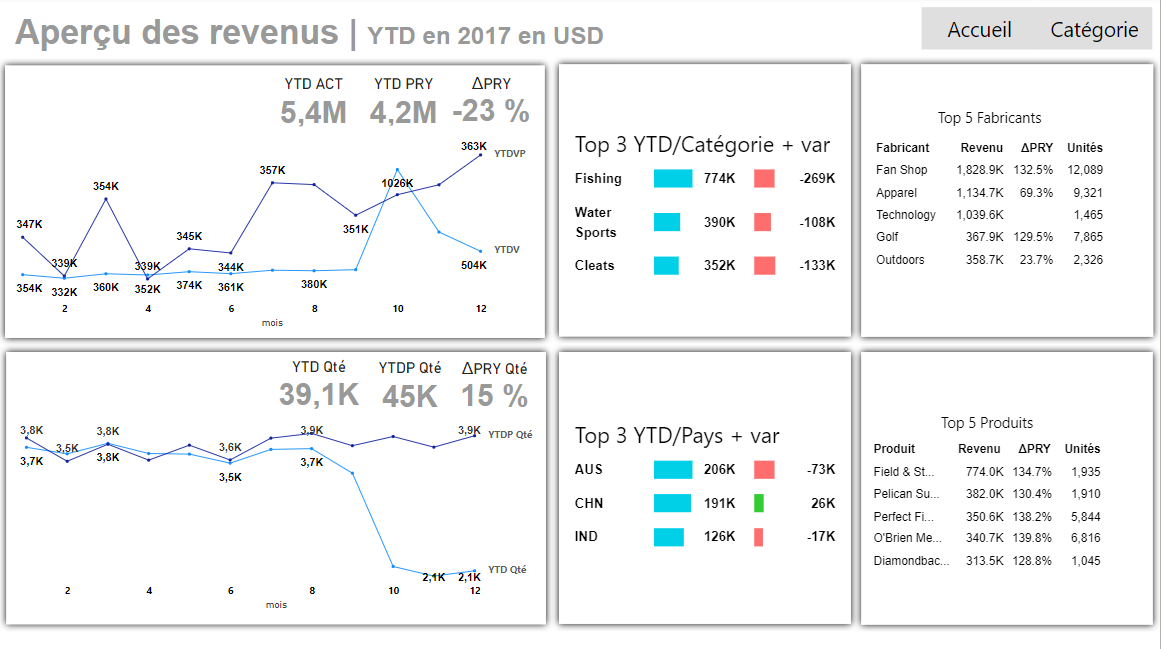 Aperçu des revenus | YTD en 2017 en USD
Accueil Catégorie
YTD ACT YTD PRY ΔPRY
5,4M 4,2M -23 %
363K
YTDVP
357K
1026K
354K
351K
347K
345K
YTDV
339K 339K 344K 504K
354K 332K 360K 352K 374K 361K 380K
2 4 6 8 10 12
mois
Top 3 YTD/Catégorie + var
Fishing 774K -269K
Water
Sports 390K -108K
Cleats 352K -133K
Top 5 Fabricants
Fabricant Revenu ΔPRY Unités
Fan Shop 1,828.9K 132.5% 12,089
Apparel 1,134.7K 69.3% 9,321
Technology 1,039.6K 1,465
Golf 367.9K 129.5% 7,865
Outdoors 358.7K 23.7% 2,326
YTD Qté YTDP Qté ΔPRY Qté
39,1K 45K 15 %
3,8K 3,8K 3,9K 3,9K
YTDP Qté
3,5K 3,6K
3,7K 3,8K 3,7K
3,5K
YTD Qté
2,1K 2,1K
2 4 6 8 10 12
mois
Top 3 YTD/Pays + var
AUS 206K -73K
CHN 191K 26K
IND 126K -17K
Top 5 Produits
Produit Revenu ΔPRY Unités
Field & St... 774.0K 134.7% 1,935
Pelican Su... 382.0K 130.4% 1,910
Perfect Fi... 350.6K 138.2% 5,844
O'Brien Me... 340.7K 139.8% 6,816
Diamondbac... 313.5K 128.8% 1,045